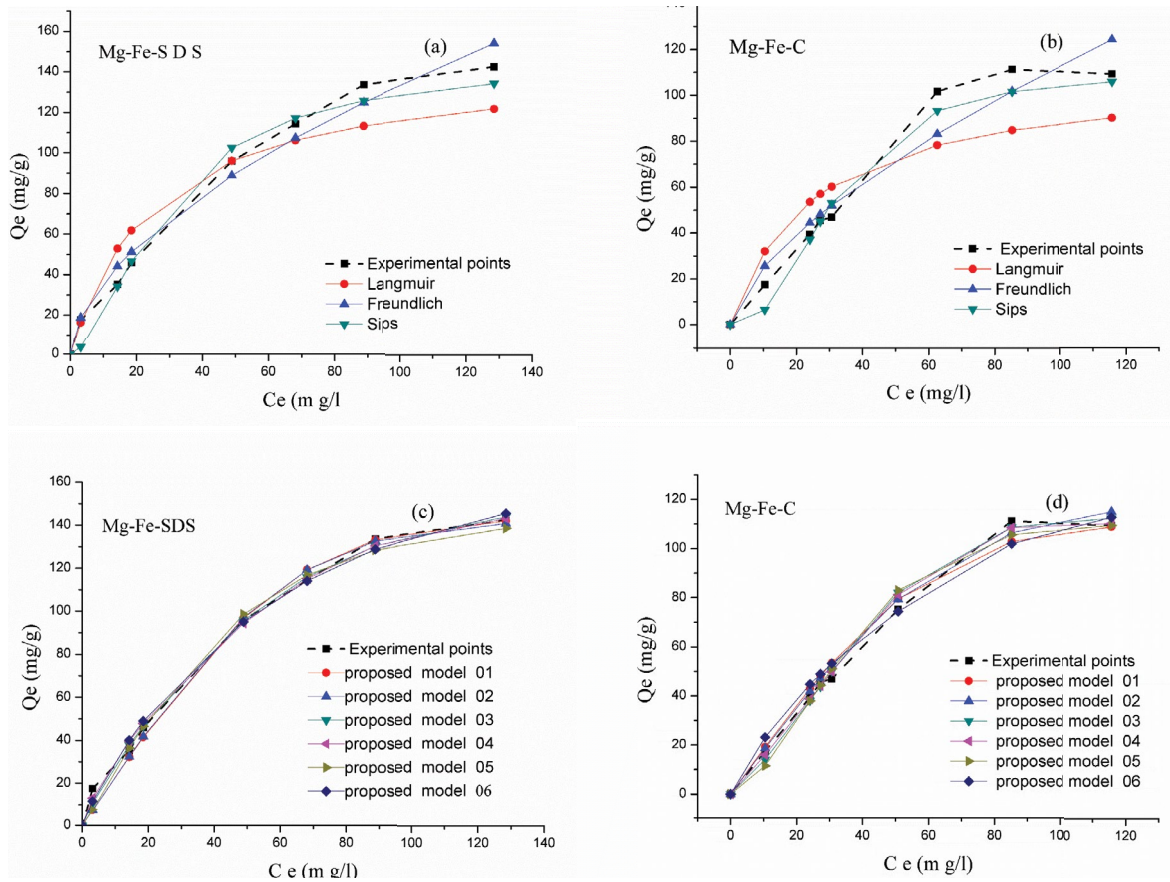 Mg-Fe-S D S
(a)
160
140
120
100
80
60
40
20
0
Qe (mg/g)
Experimental points
Langmuir
Freundlich
Sips
0 20 40 60 80 100 120 140
Ce (m g/l
Mg-Fe-C
(b)
120
100
80
60
40
20
0
Qe (mg/g)
Experimental points
Langmuir
Freundlich
Sips
0 20 40 60 80 100 120
C e (mg/l)
Mg-Fe-SDS
(c)
160
140
120
100
80
60
40
20
0
Qe (mg/g)
Experimental points
proposed model 01
proposed model 02
proposed model 03
proposed model 04
proposed model 05
proposed model 06
0 20 40 60 80 100 120 140
C e (m g/l)
Mg-Fe-C
(d)
120
100
80
60
40
20
0
Qe (mg/g)
Experimental points
proposed model 01
proposed model 02
proposed model 03
proposed model 04
proposed model 05
proposed model 06
0 20 40 60 80 100 120
C e (mg/l)